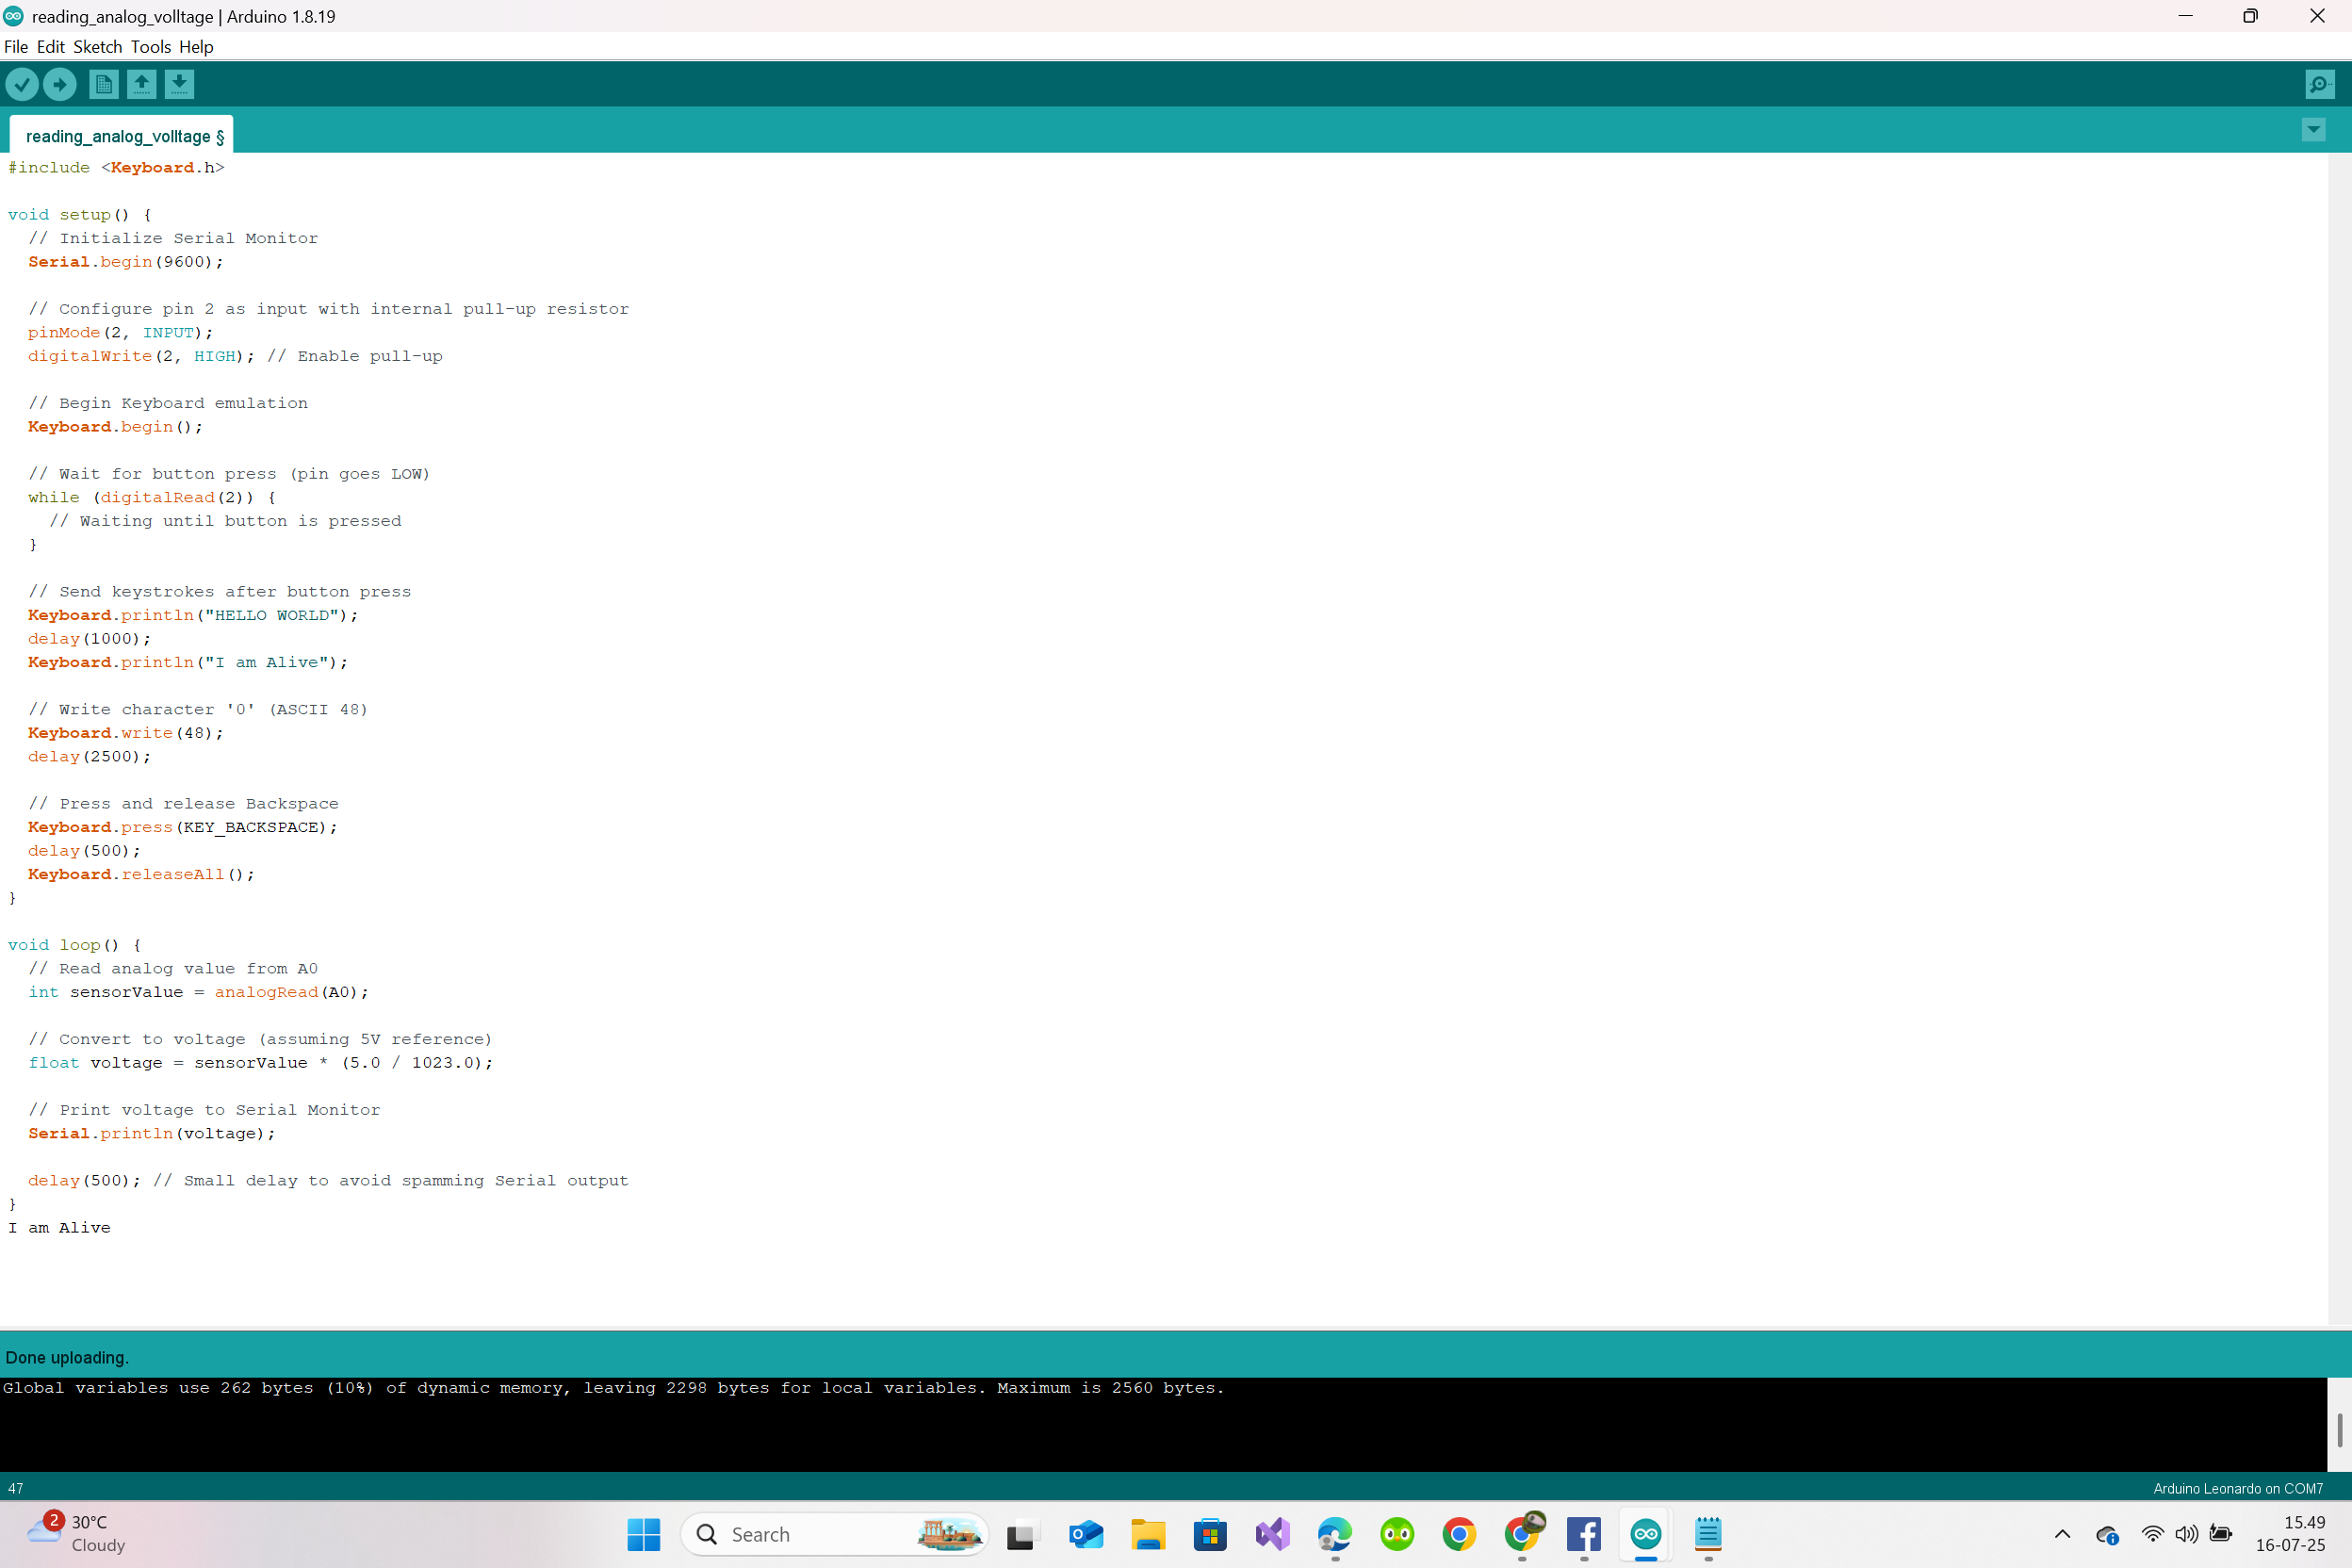 reading_analog_volltage | Arduino 1.8.19
File Edit Sketch Tools Help
reading_analog_volltage §
#include <Keyboard.h>
void setup() {
// Initialize Serial Monitor
Serial.begin(9600);
// Configure pin 2 as input with internal pull-up resistor
pinMode(2, INPUT);
digitalWrite(2, HIGH); // Enable pull-up
// Begin Keyboard emulation
Keyboard.begin();
// Wait for button press (pin goes LOW)
while (digitalRead(2)) {
// Waiting until button is pressed
}
// Send keystrokes after button press
Keyboard.println("HELLO WORLD");
delay(1000);
Keyboard.println("I am Alive");
// Write character '0' (ASCII 48)
Keyboard.write(48);
delay(2500);
// Press and release Backspace
Keyboard.press(KEY_BACKSPACE);
delay(500);
Keyboard.releaseAll();
}
void loop() {
// Read analog value from A0
int sensorValue = analogRead(A0);
// Convert to voltage (assuming 5V reference)
float voltage = sensorValue * (5.0 / 1023.0);
// Print voltage to Serial Monitor
Serial.println(voltage);
delay(500); // Small delay to avoid spamming Serial output
}
I am Alive
Done uploading.
Global variables use 262 bytes (10%) of dynamic memory, leaving 2298 bytes for local variables. Maximum is 2560 bytes.
47
Arduino Leonardo on COM7
2
30°C
Cloudy
Search
15.49
16-07-25